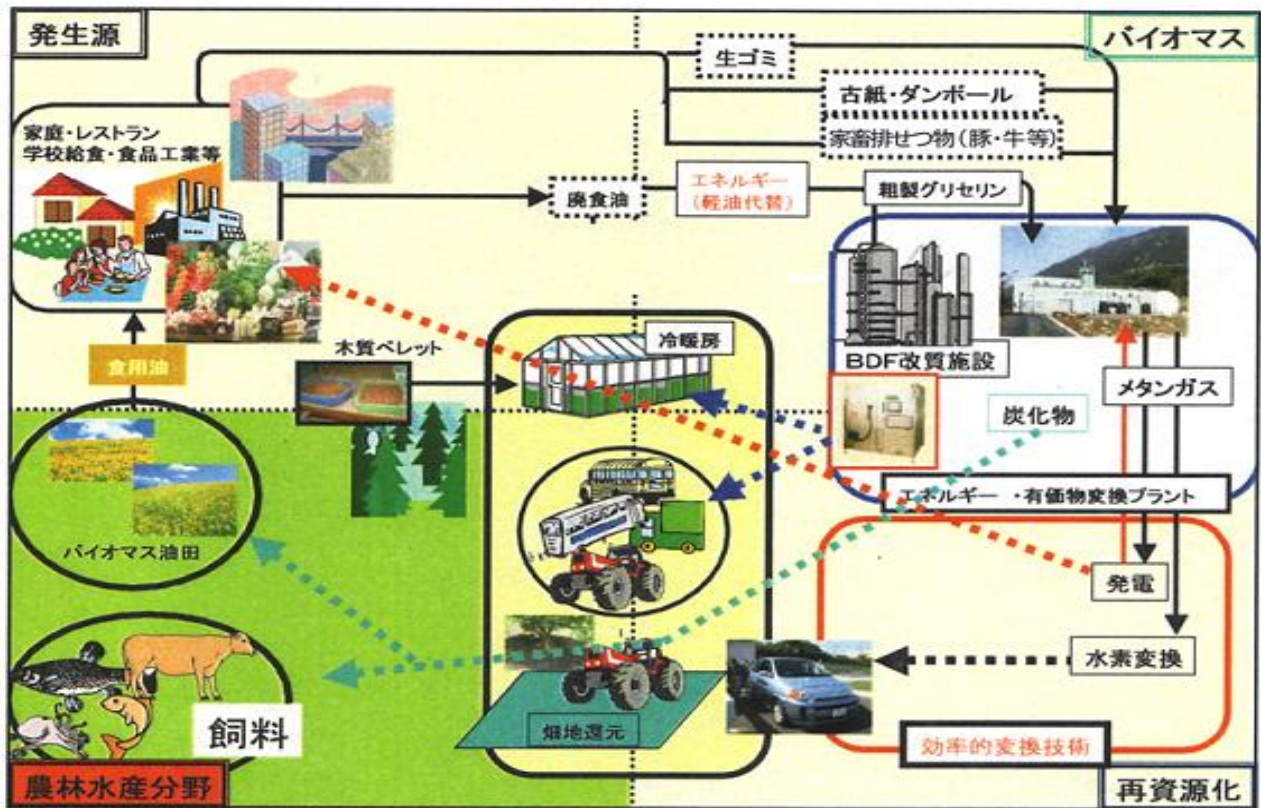 発生源
バイオマス
生ゴミ
古紙・ダンボール
家畜排せつ物(豚・牛等)
家庭・レストラン
学校給食・食品工業等
廃食油
エネルギー
(軽油代替)
粗製グリセリン
冷暖房
BDF改質施設
木質ペレット
食用油
メタンガス
炭化物
エネルギー ・有価物変換プラント
バイオマス油田
発電
水素変換
飼料
畑地還元
効率的変換技術
農林水産分野
再資源化